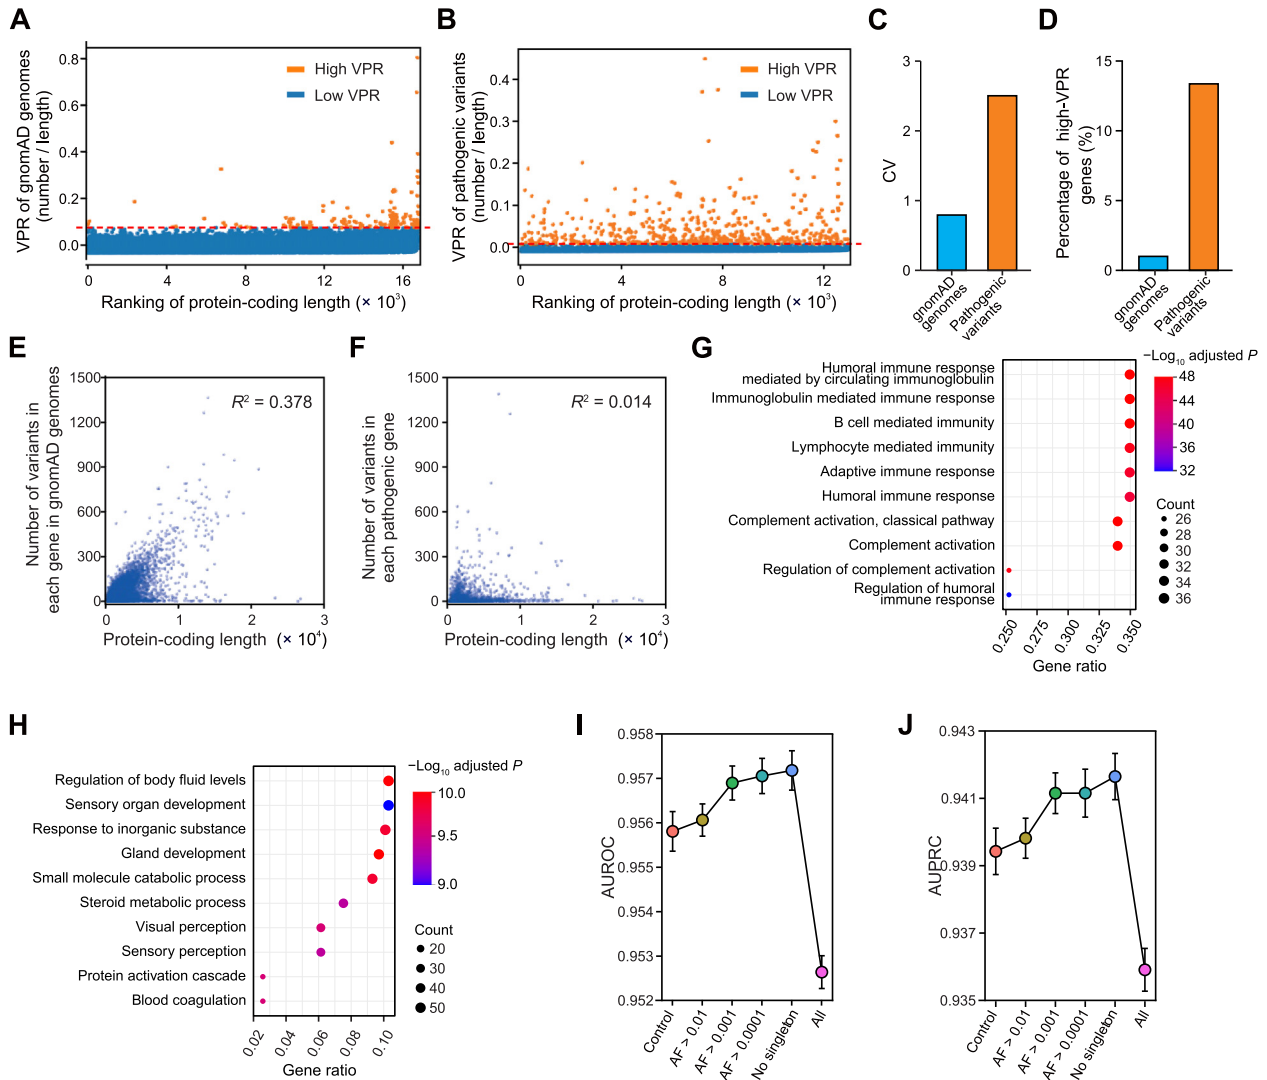 A
VPR of gnomAD genomes
(number / length)
0.8
0.6
0.4
0.2
0.0
High VPR
Low VPR
0
4
8
12
16
Ranking of protein-coding length (× 10³)
B
VPR of pathogenic variants
(number / length)
0.4
0.3
0.2
0.1
0.0
High VPR
Low VPR
0
4
8
12
Ranking of protein-coding length (× 10³)
C
CV
3
2
1
0
gnomAD
genomes
Pathogenic
variants
D
Percentage of high-VPR
genes (%)
15
10
5
0
gnomAD
genomes
Pathogenic
variants
E
Number of variants in
each gene in gnomAD genomes
1500
1200
900
600
300
0
R² = 0.378
0
1
2
3
Protein-coding length (× 10⁴)
F
Number of variants in
each pathogenic gene
1500
1200
900
600
300
0
R² = 0.014
0
1
2
3
Protein-coding length (× 10⁴)
G
Humoral immune response
mediated by circulating immunoglobulin
Immunoglobulin mediated immune response
B cell mediated immunity
Lymphocyte mediated immunity
Adaptive immune response
Humoral immune response
Complement activation, classical pathway
Complement activation
Regulation of complement activation
Regulation of humoral
immune response
0.250
0.275
0.300
0.325
0.350
Gene ratio
−Log₁₀ adjusted P
48
44
40
36
32
Count
26
28
30
32
34
36
H
Regulation of body fluid levels
Sensory organ development
Response to inorganic substance
Gland development
Small molecule catabolic process
Steroid metabolic process
Visual perception
Sensory perception
Protein activation cascade
Blood coagulation
0.02
0.04
0.06
0.08
0.10
Gene ratio
−Log₁₀ adjusted P
10.0
9.5
9.0
Count
20
30
40
50
I
AUROC
0.958
0.957
0.956
0.955
0.954
0.953
0.952
Control
AF > 0.01
AF > 0.001
AF > 0.0001
No singleton
All
J
AUPRC
0.943
0.941
0.939
0.937
0.935
Control
AF > 0.01
AF > 0.001
AF > 0.0001
No singleton
All